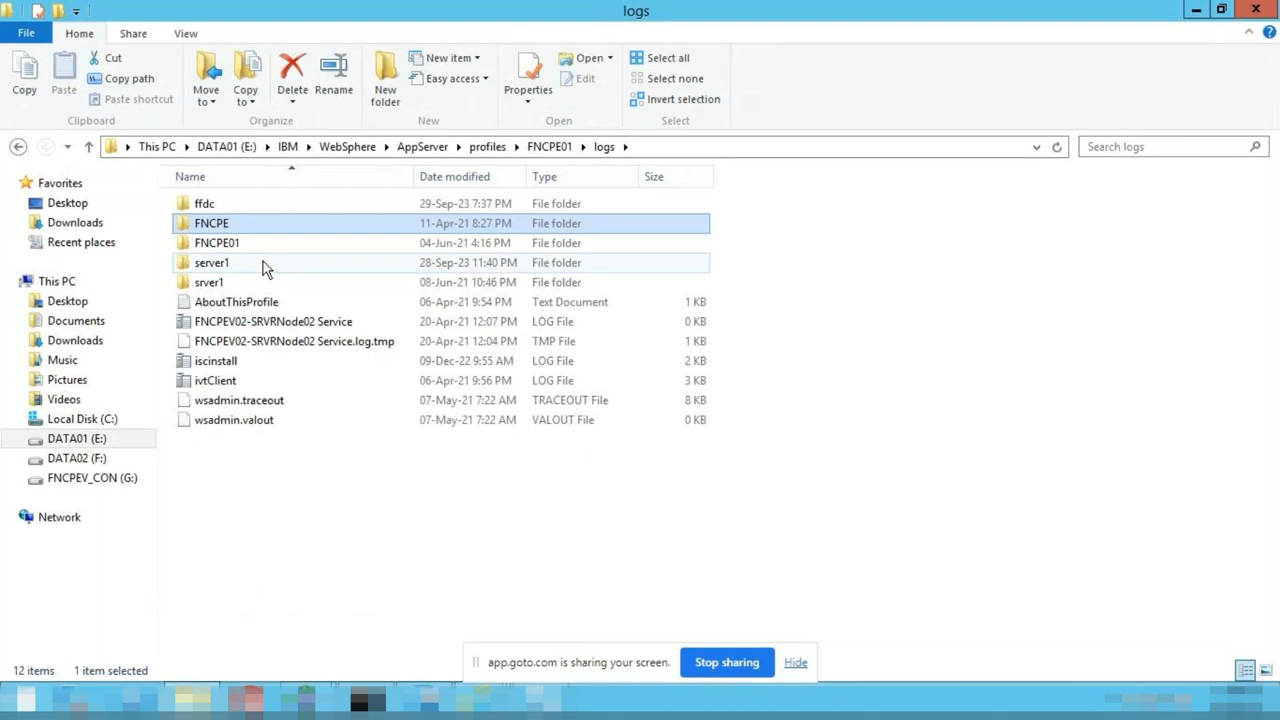 logs
File Home Share View
Copy
Paste
Cut
Copy path
Paste shortcut
Clipboard
Move to
Copy to
Delete
Rename
Organize
New folder
New item
Easy access
New
Properties
Open
Edit
Open
Select all
Select none
Invert selection
Select
This PC DATA01 (E:) IBM WebSphere AppServer profiles FNCPE01 logs
Search logs
Favorites
Desktop
Downloads
Recent places
This PC
Desktop
Documents
Downloads
Music
Pictures
Videos
Local Disk (C:)
DATA01 (E:)
DATA02 (F:)
FNCPEV_CON (G:)
Network
Name Date modified Type Size
ffdc 29-Sep-23 7:37 PM File folder
FNCPE 11-Apr-21 8:27 PM File folder
FNCPE01 04-Jun-21 4:16 PM File folder
server1 28-Sep-23 11:40 PM File folder
srver1 08-Jun-21 10:46 PM File folder
AboutThisProfile 06-Apr-21 9:54 PM Text Document 1 KB
FNCPEV02-SRVRNode02 Service 20-Apr-21 12:07 PM LOG File 0 KB
FNCPEV02-SRVRNode02 Service.log.tmp 20-Apr-21 12:04 PM TMP File 1 KB
iscinstall 09-Dec-22 9:55 AM LOG File 2 KB
ivtClient 06-Apr-21 9:56 PM LOG File 3 KB
wsadmin.traceout 07-May-21 7:22 AM TRACEOUT File 8 KB
wsadmin.valout 07-May-21 7:22 AM VALOUT File 0 KB
app.goto.com is sharing your screen. Stop sharing Hide
12 items 1 item selected